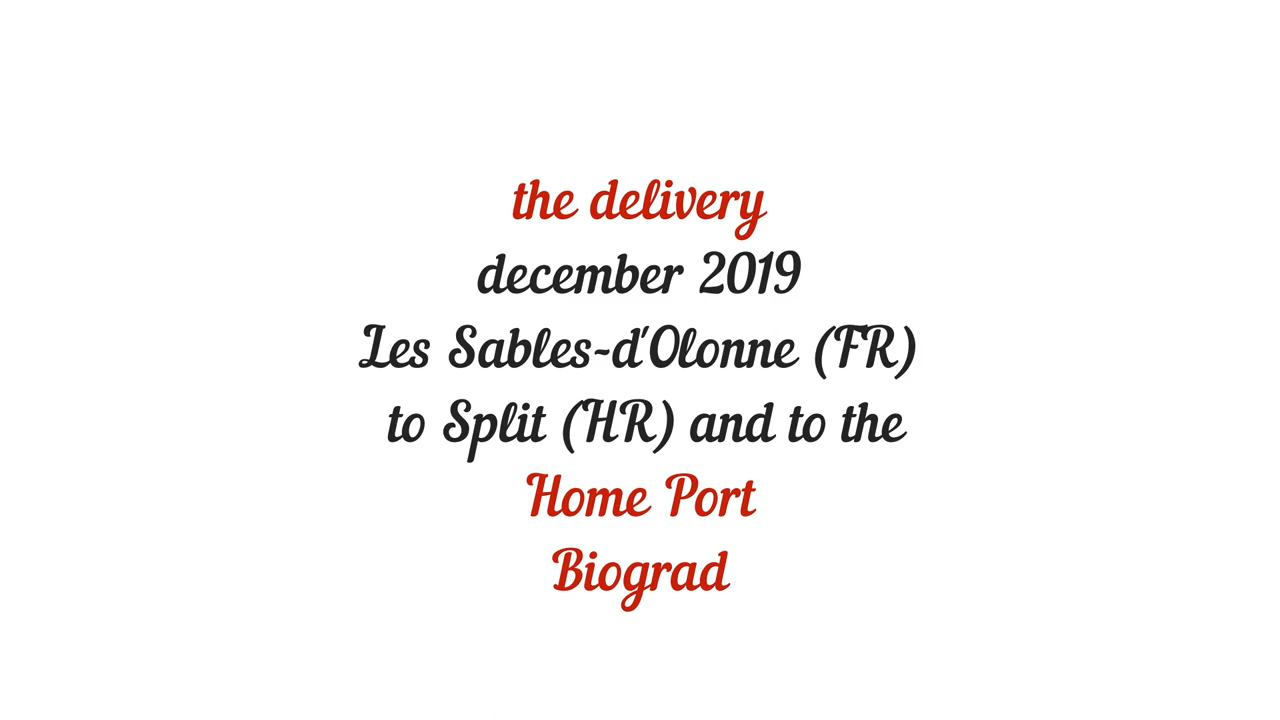 the delivery
december 2019
Les Sables-d'Olonne (FR)
to Split (HR) and to the
Home Port
Biograd